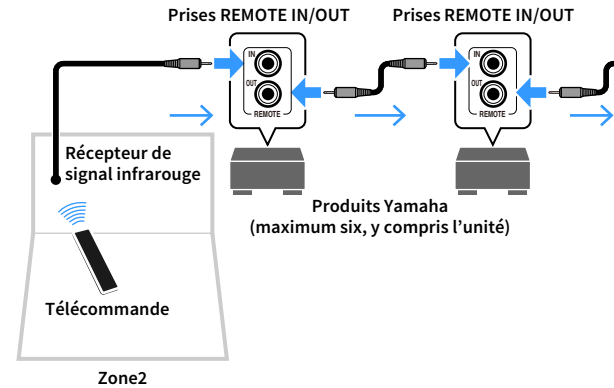 Prises REMOTE IN/OUT
Prises REMOTE IN/OUT
IN
OUT
REMOTE
IN
OUT
REMOTE
Récepteur de
signal infrarouge
Produits Yamaha
(maximum six, y compris l’unité)
Télécommande
Zone2